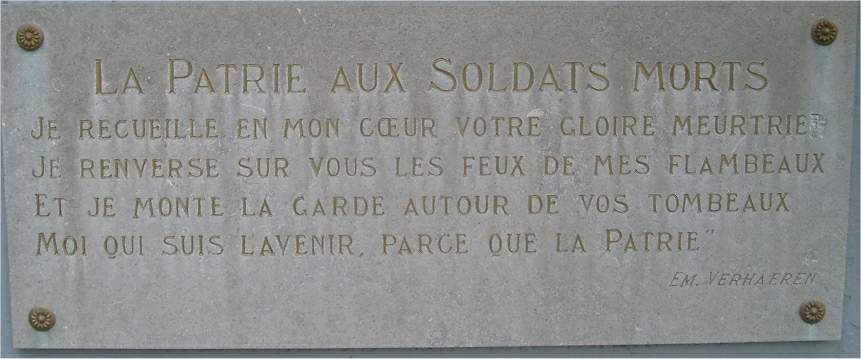 LA PATRIE AUX SOLDATS MORTS
JE RECUEILLE EN MON CŒUR VOTRE GLOIRE MEURTRIE
JE RENVERSE SUR VOUS LES FEUX DE MES FLAMBEAUX
ET JE MONTE LA GARDE AUTOUR DE VOS TOMBEAUX
MOI QUI SUIS L'AVENIR, PARCE QUE LA PATRIE"
EM. VERHAEREN